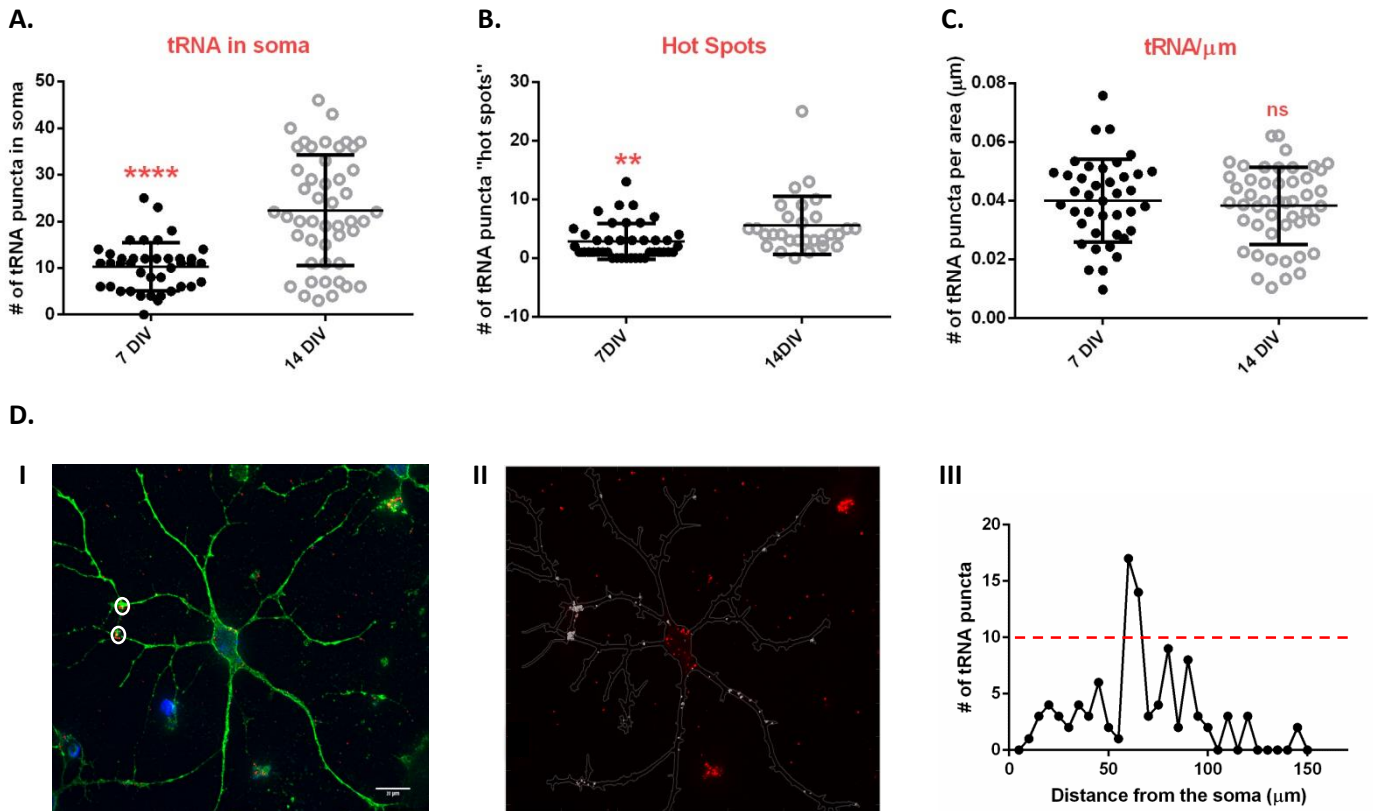 A.
tRNA in soma
# of tRNA puncta in soma
50
40
30
20
10
0
****
7 DIV
14 DIV
B.
Hot Spots
# of tRNA puncta "hot spots"
30
20
10
0
-10
**
7DIV
14DIV
C.
tRNA/μm
# of tRNA puncta per area (μm)
0.08
0.06
0.04
0.02
0.00
ns
7 DIV
14 DIV
D.
I
II
III
# of tRNA puncta
20
15
10
5
0
0
50
100
150
Distance from the soma (μm)